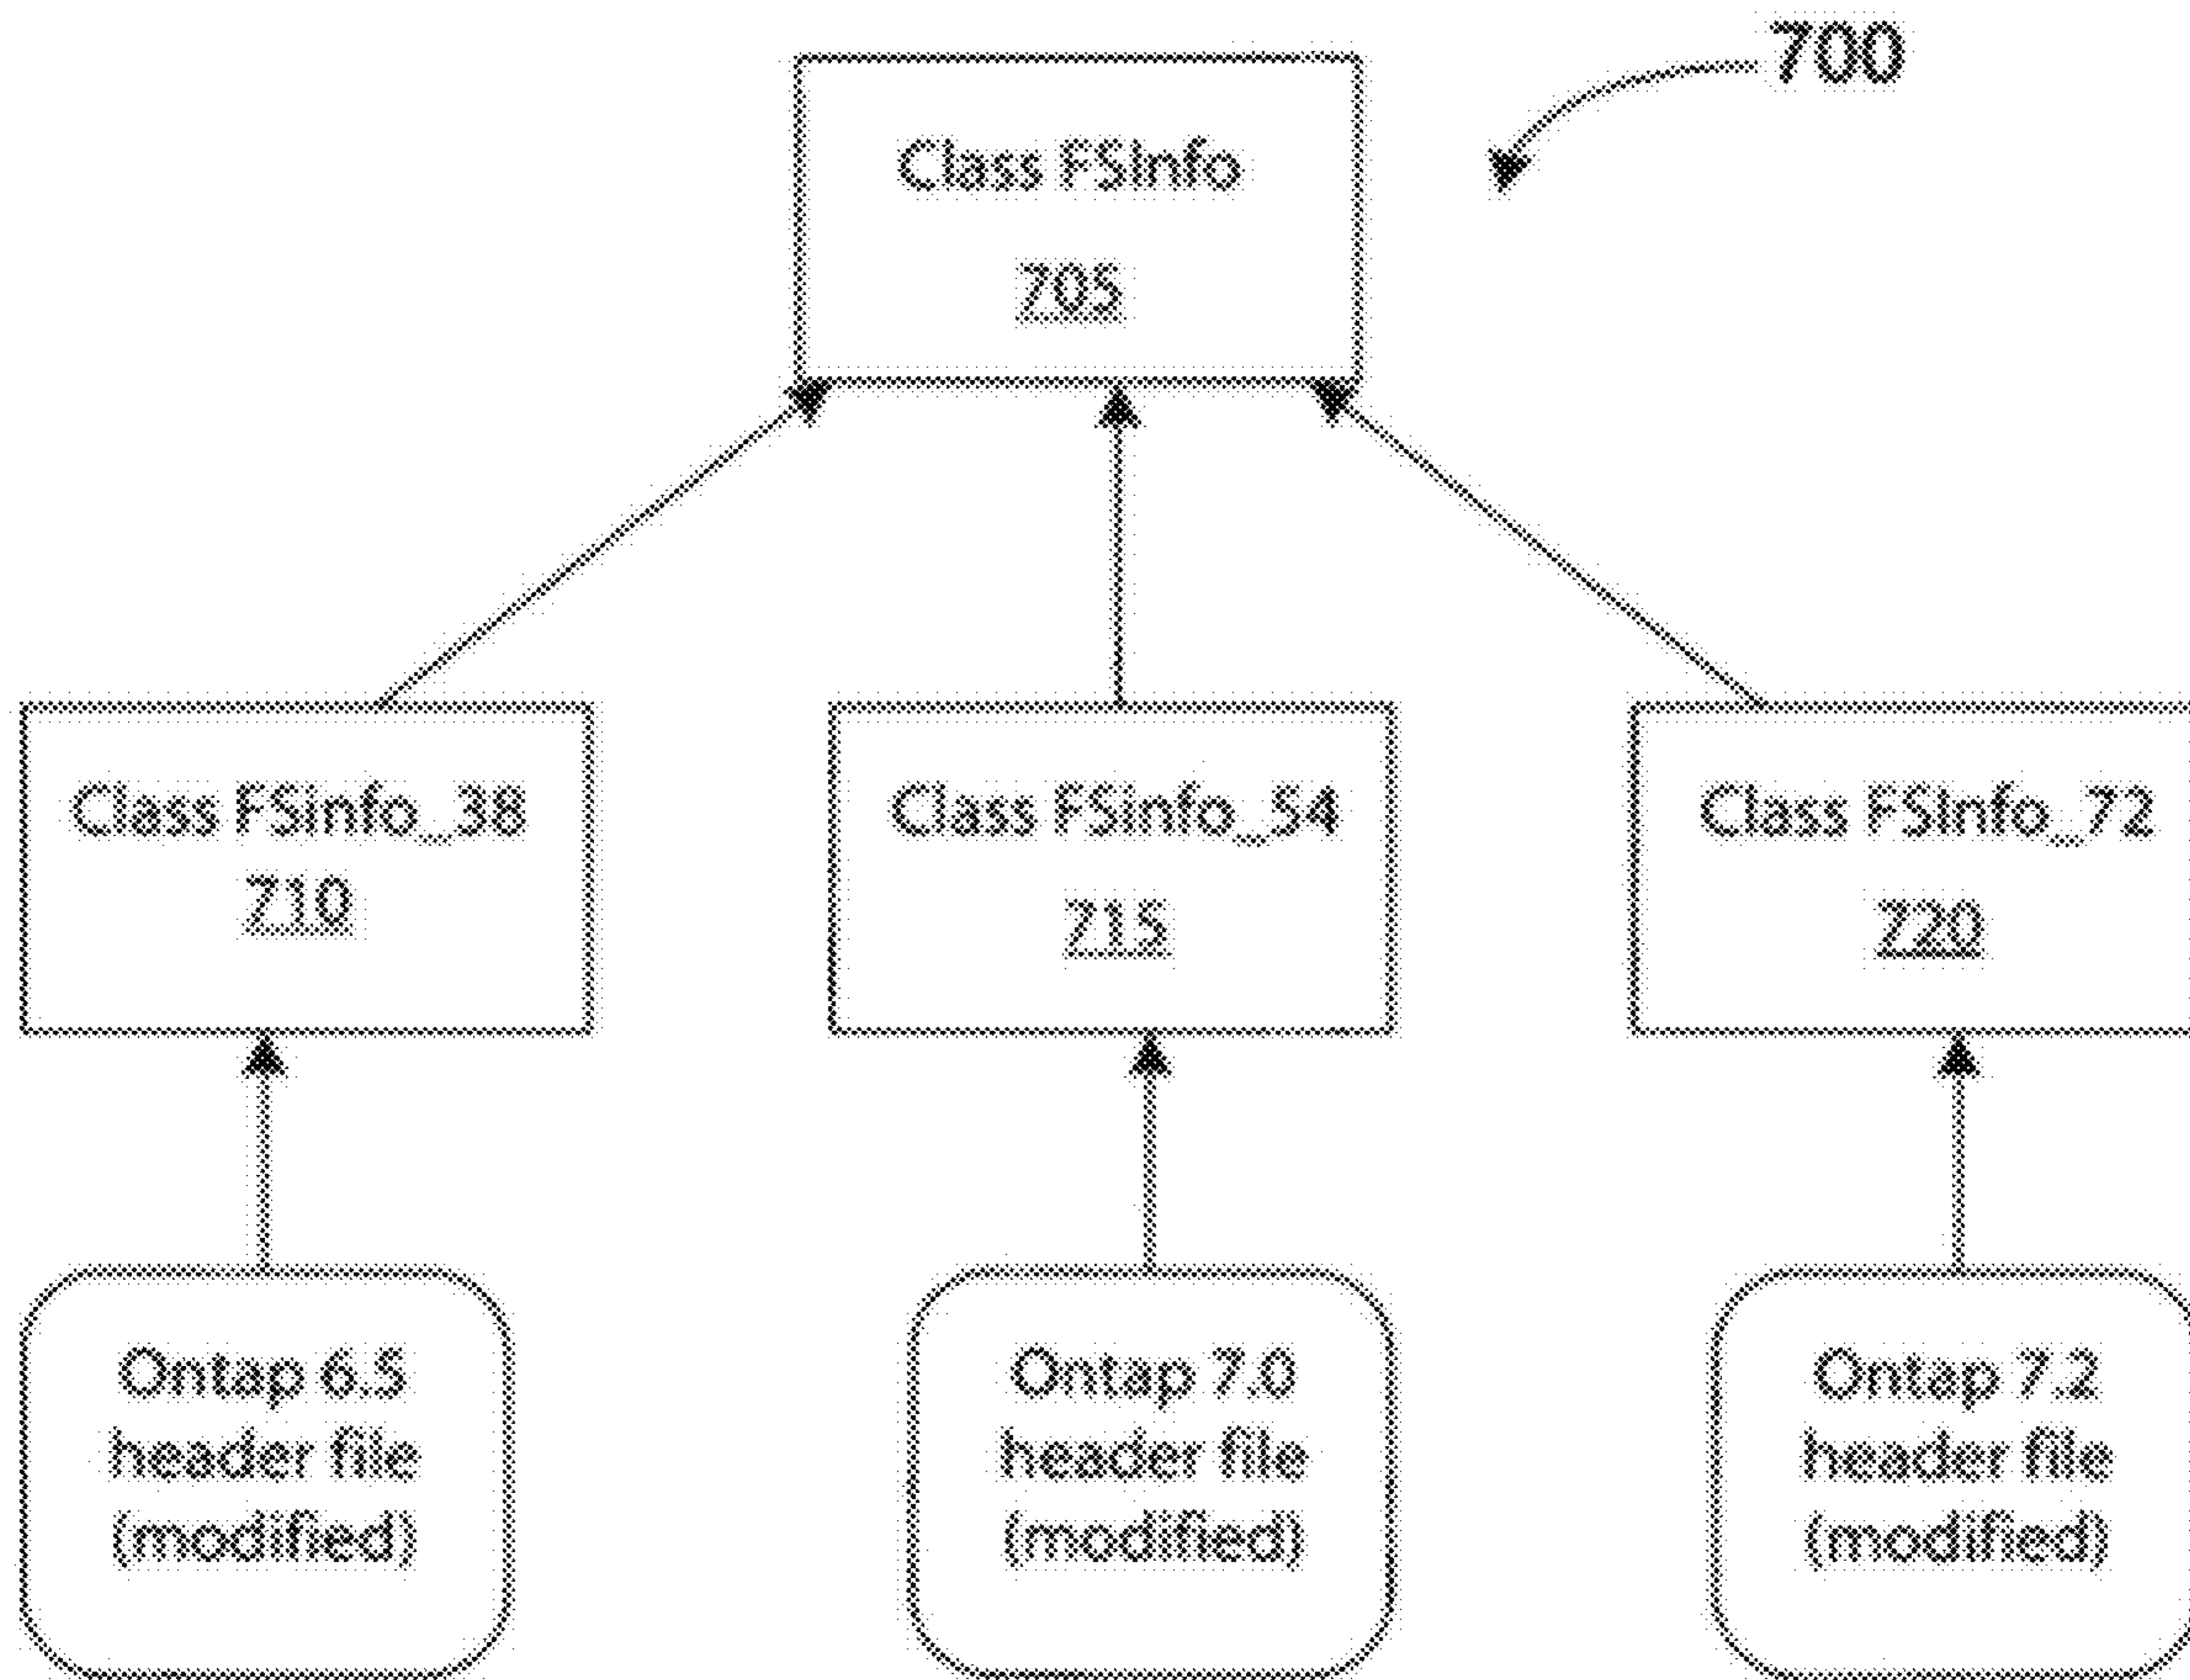 700
Class FSInfo
705
Class FSinfo_38
710
Class FSinfo_54
715
Class FSInfo_72
720
Ontap 6.5
header file
(modified)
Ontap 7.0
header file
(modified)
Ontap 7.2
header file
(modified)